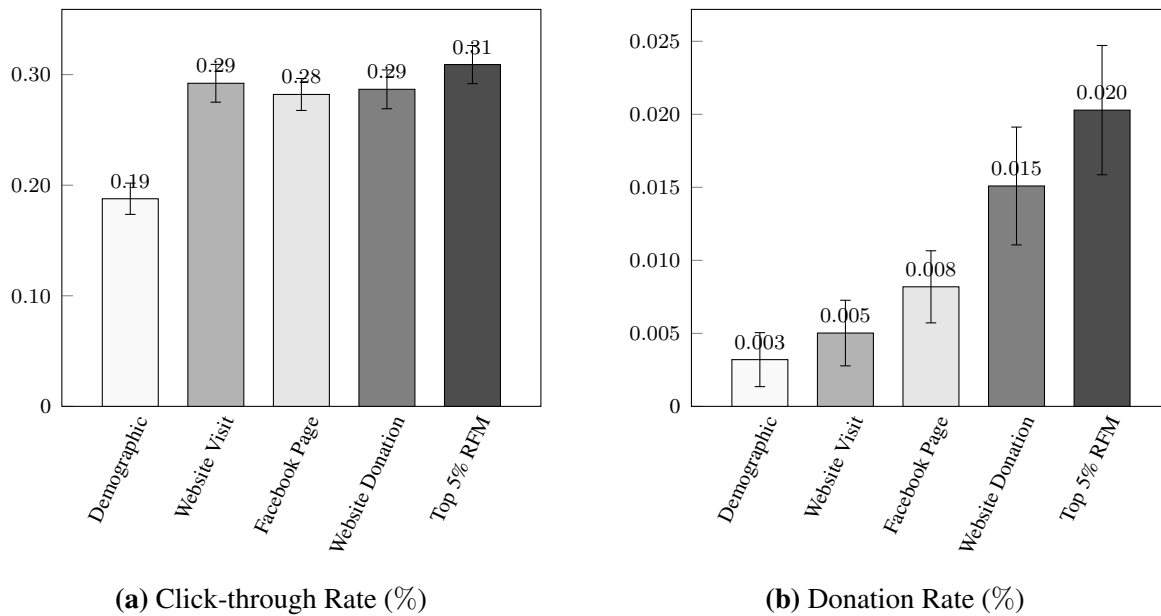 0.30
0.20
0.10
0
0.19
0.29
0.28
0.29
0.31
Demographic
Website Visit
Facebook Page
Website Donation
Top 5% RFM
(a) Click-through Rate (%)
0.025
0.020
0.015
0.010
0.005
0
0.003
0.005
0.008
0.015
0.020
Demographic
Website Visit
Facebook Page
Website Donation
Top 5% RFM
(b) Donation Rate (%)